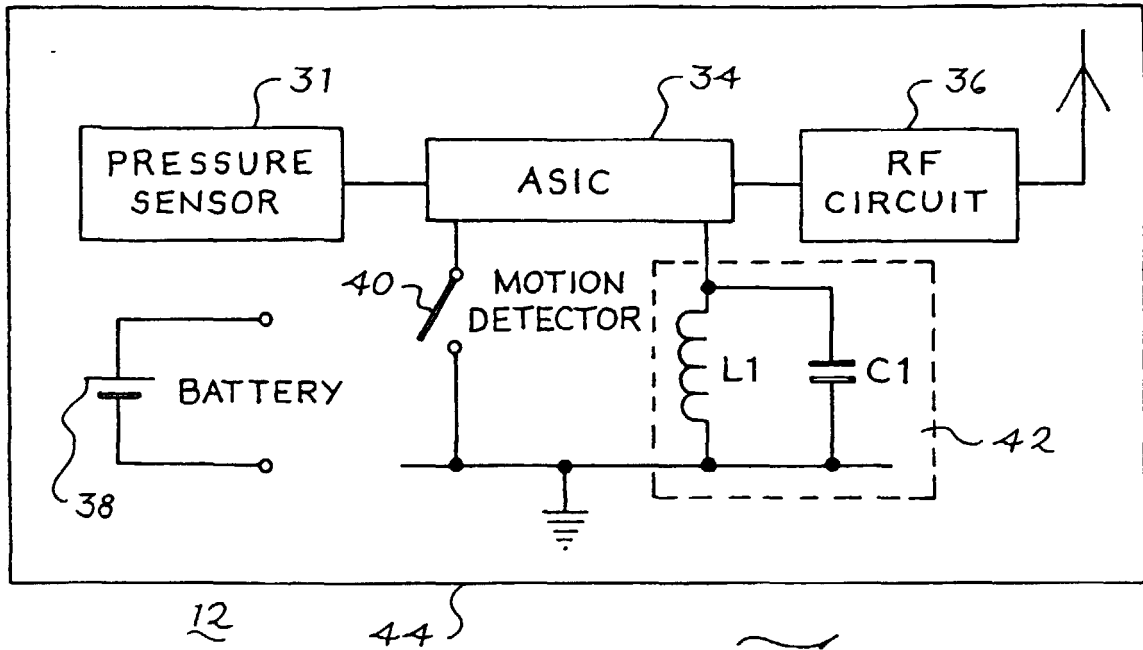 31
34
36
PRESSURE
SENSOR
ASIC
RF
CIRCUIT
40
MOTION
DETECTOR
BATTERY
L1
C1
42
38
12
44